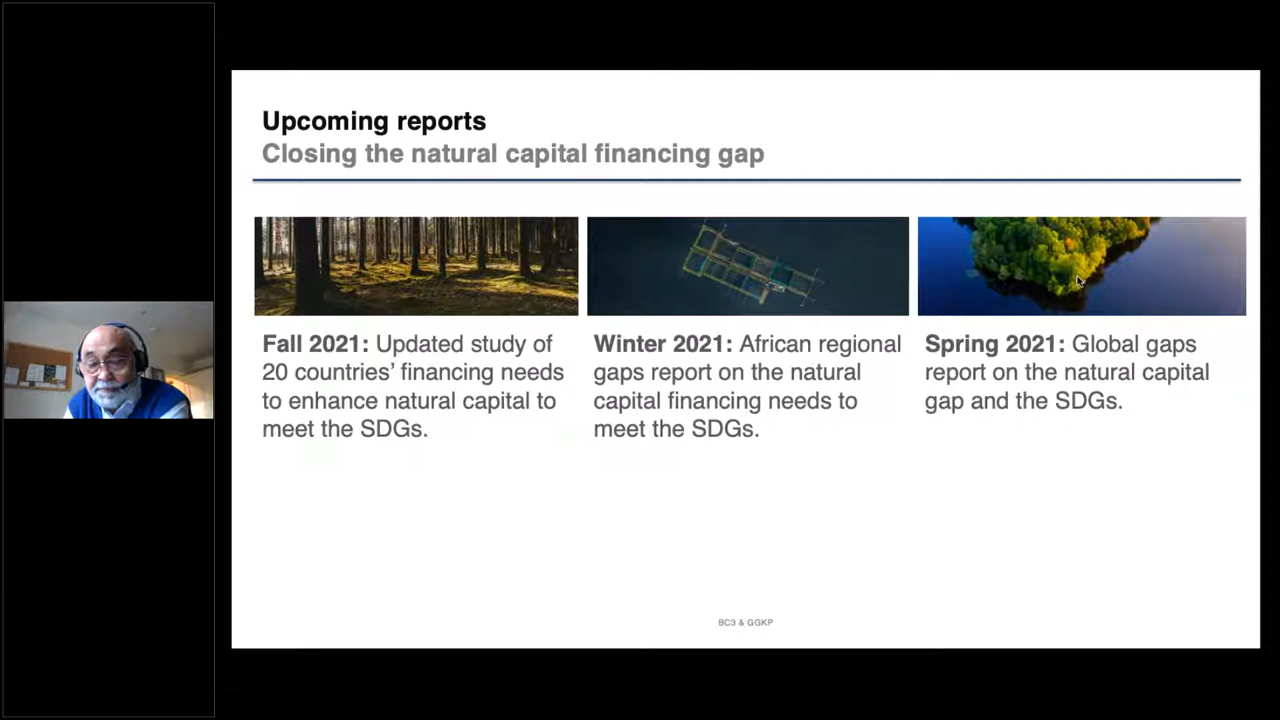 Upcoming reports
Closing the natural capital financing gap
Fall 2021: Updated study of
20 countries’ financing needs
to enhance natural capital to
meet the SDGs.
Winter 2021: African regional
gaps report on the natural
capital financing needs to
meet the SDGs.
Spring 2021: Global gaps
report on the natural capital
gap and the SDGs.
BC3 & GGKP